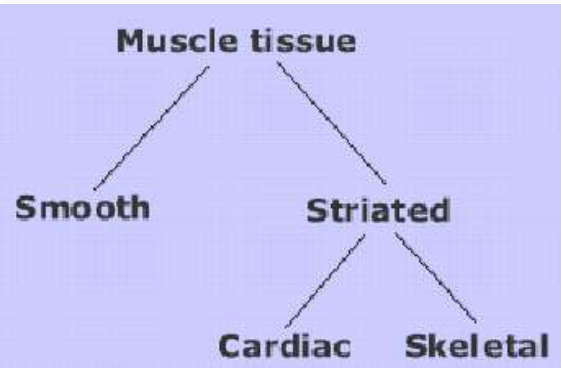 Muscle tissue
Smooth
Striated
Cardiac
Skeletal